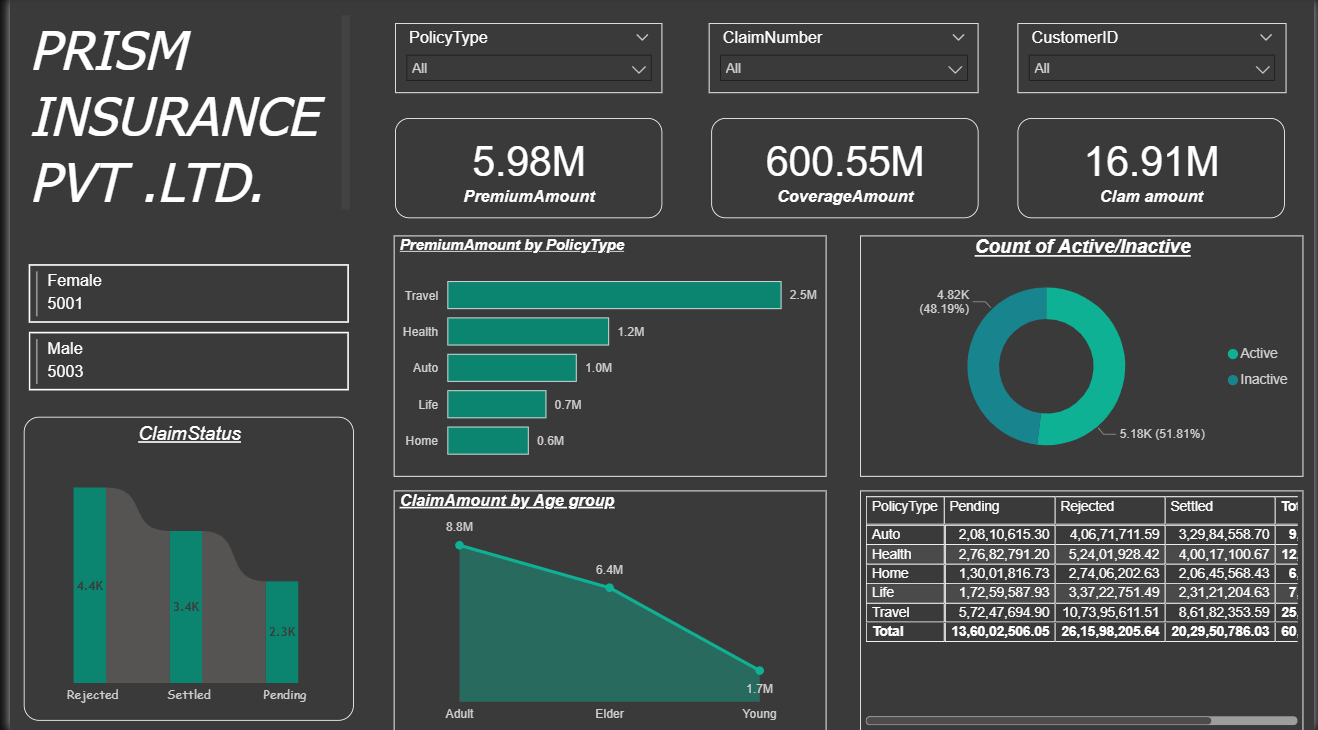 PRISM
INSURANCE
PVT .LTD.
PolicyType
All
ClaimNumber
All
CustomerID
All
5.98M
PremiumAmount
600.55M
CoverageAmount
16.91M
Clam amount
Female
5001
Male
5003
ClaimStatus
4.4K
3.4K
2.3K
Rejected Settled Pending
PremiumAmount by PolicyType
Travel 2.5M
Health 1.2M
Auto 1.0M
Life 0.7M
Home 0.6M
Count of Active/Inactive
4.82K
(48.19%)
5.18K (51.81%)
Active
Inactive
ClaimAmount by Age group
8.8M
6.4M
1.7M
Adult Elder Young
PolicyType Pending Rejected Settled
Auto 2,08,10,615.30 4,06,71,711.59 3,29,84,558.70 9,
Health 2,76,82,791.20 5,24,01,928.42 4,00,17,100.67 12,
Home 1,30,01,816.73 2,74,06,202.63 2,06,45,568.43 6,
Life 1,72,59,587.93 3,37,22,751.49 2,31,21,204.63 7,
Travel 5,72,47,694.90 10,73,95,611.51 8,61,82,353.59 25,
Total 13,60,02,506.05 26,15,98,205.64 20,29,50,786.03 60,